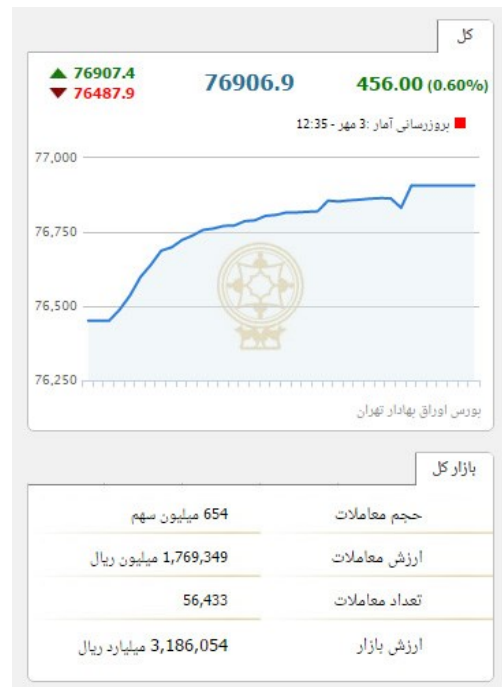 کل
▲ 76907.4
▼ 76487.9
76906.9
456.00 (0.60%)
بروزرسانی آمار :3 مهر - 12:35
77,000
76,750
76,500
76,250
بورس اوراق بهادار تهران
بازار کل
حجم معاملات 654 میلیون سهم
ارزش معاملات 1,769,349 میلیون ریال
تعداد معاملات 56,433
ارزش بازار 3,186,054 میلیارد ریال